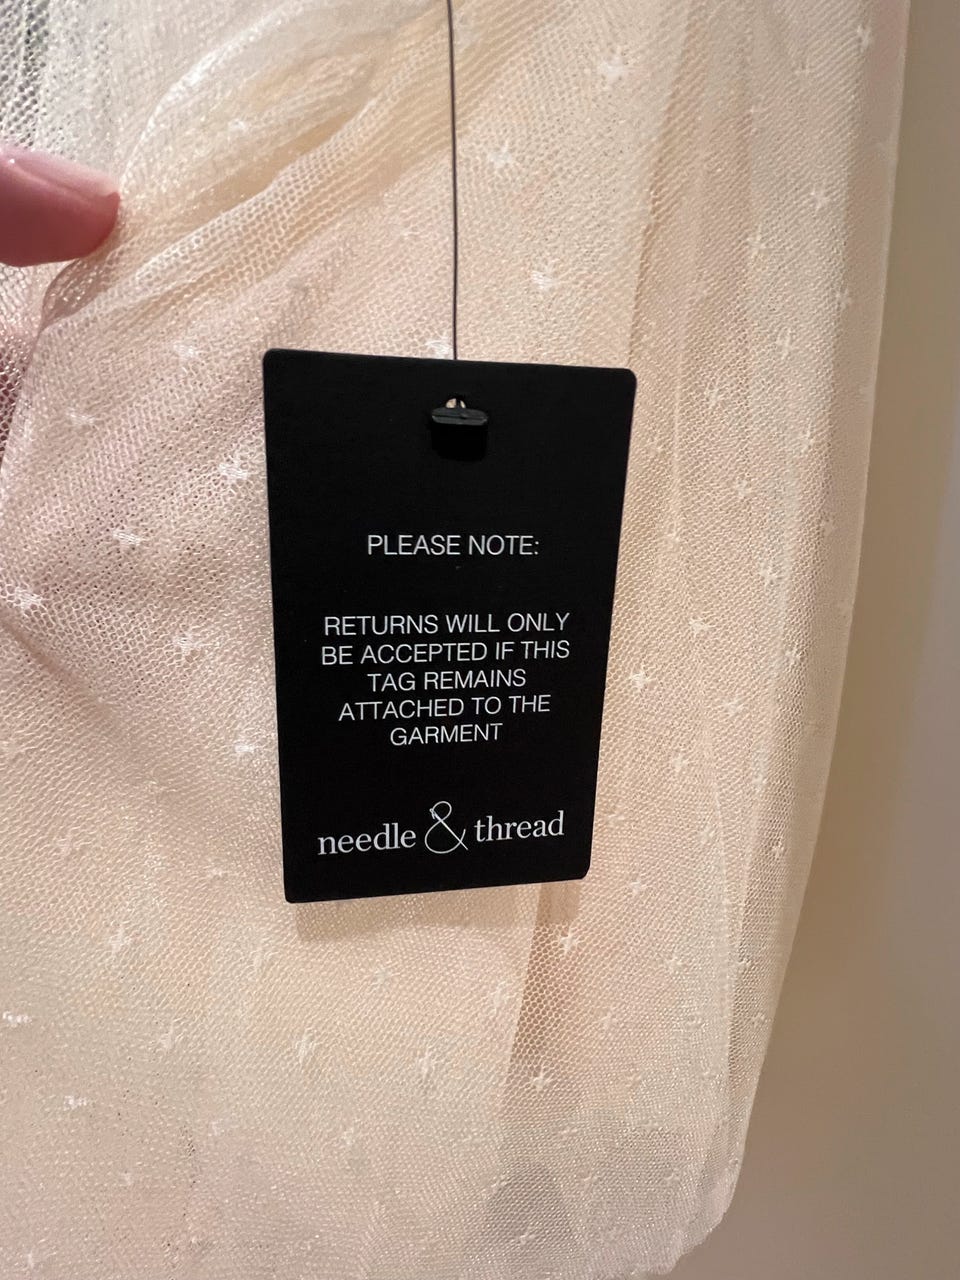 PLEASE NOTE:
RETURNS WILL ONLY
BE ACCEPTED IF THIS
TAG REMAINS
ATTACHED TO THE
GARMENT
needle & thread